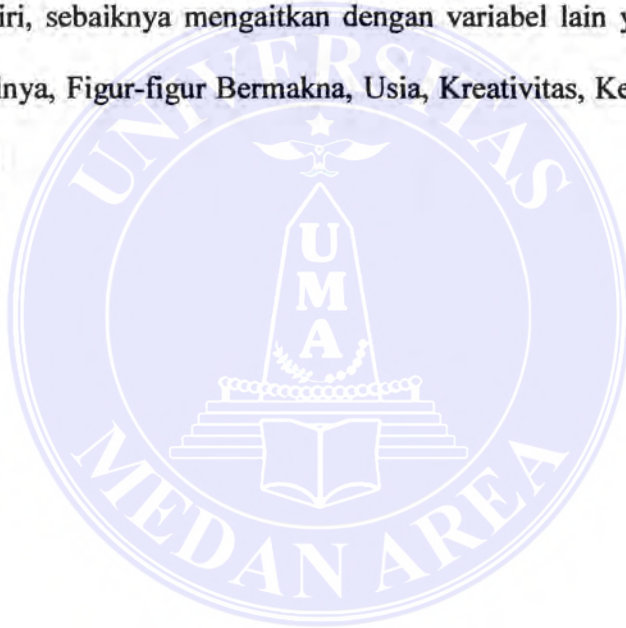 iri, sebaiknya mengaitkan dengan variabel lain y
lnya, Figur-figur Bermakna, Usia, Kreativitas, Ke
UNIVERSITAS
UMA
MEDAN AREA